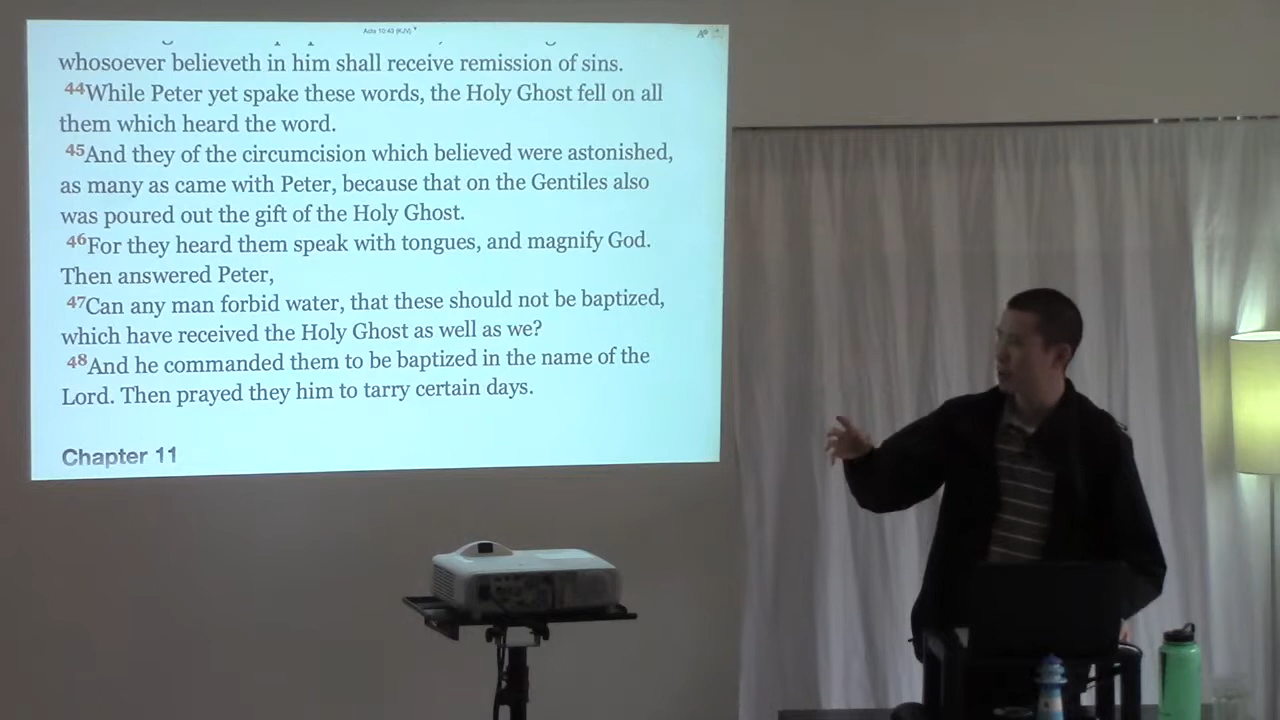 Acts 10:43 (KJV)
whosoever believeth in him shall receive remission of sins.
44While Peter yet spake these words, the Holy Ghost fell on all
them which heard the word.
45And they of the circumcision which believed were astonished,
as many as came with Peter, because that on the Gentiles also
was poured out the gift of the Holy Ghost.
46For they heard them speak with tongues, and magnify God.
Then answered Peter,
47Can any man forbid water, that these should not be baptized,
which have received the Holy Ghost as well as we?
48And he commanded them to be baptized in the name of the
Lord. Then prayed they him to tarry certain days.
Chapter 11